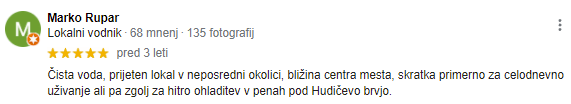 M
Marko Rupar
Lokalni vodnik · 68 mnenj · 135 fotografij
pred 3 leti
Čista voda, prijeten lokal v neposredni okolici, bližina centra mesta, skratka primerno za celodnevno
uživanje ali pa zgolj za hitro ohladitev v penah pod Hudičevo brvjo.